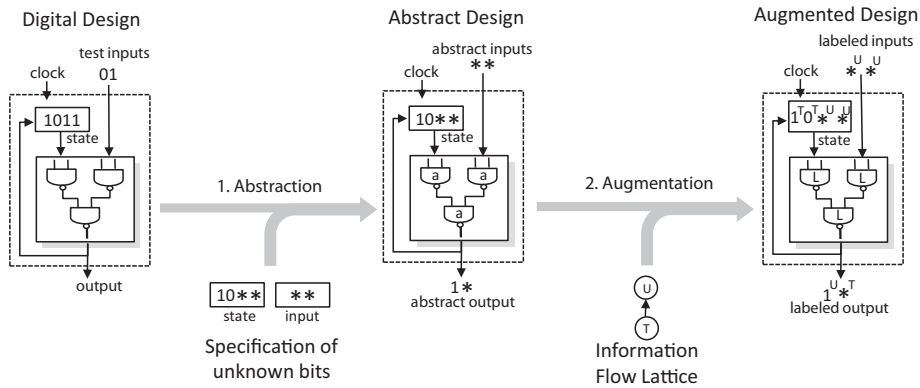 Digital Design
test inputs
01
clock
1011
state
output
1. Abstraction
10**
state
**
input
Specification of
unknown bits
Abstract Design
abstract inputs
**
clock
10**
state
a
a
a
1*
abstract output
2. Augmentation
U
T
Information
Flow Lattice
Augmented Design
labeled inputs
*U*U
clock
1T0T*U*U
state
L
L
L
1U*T
labeled output